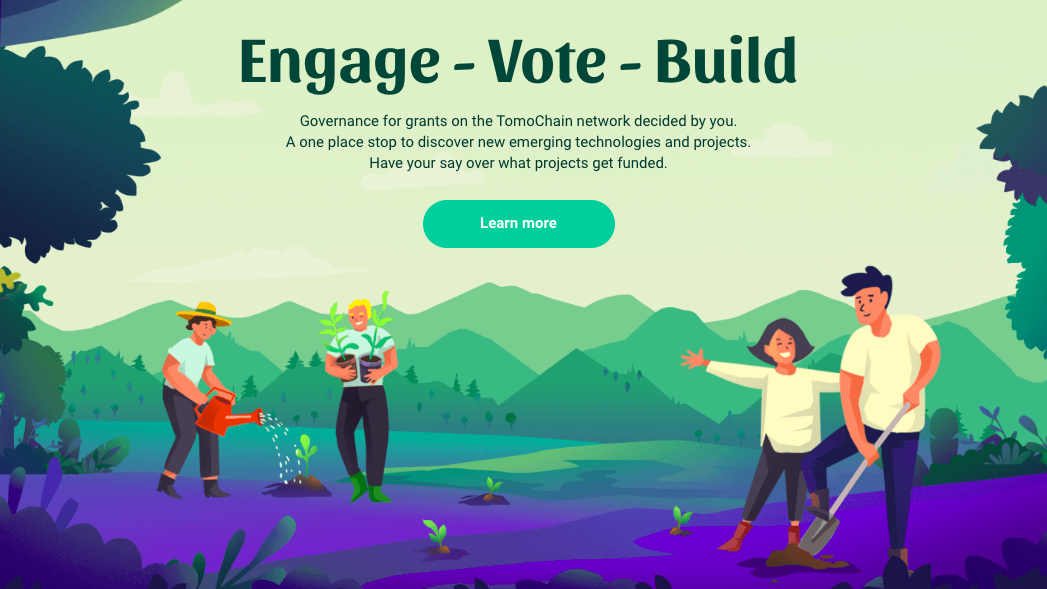 Engage - Vote - Build
Governance for grants on the TomoChain network decided by you.
A one place stop to discover new emerging technologies and projects.
Have your say over what projects get funded.
Learn more